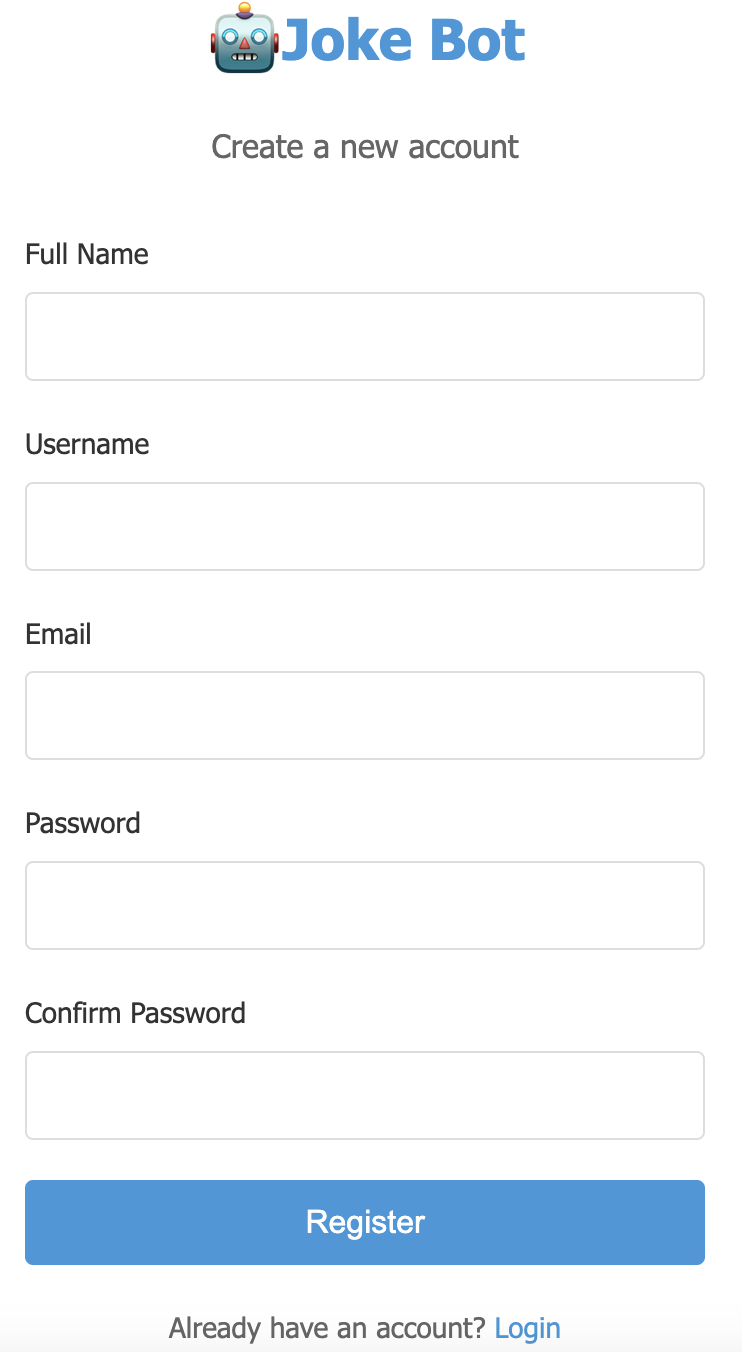 🤖Joke Bot
Create a new account
Full Name
Username
Email
Password
Confirm Password
Register
Already have an account? Login